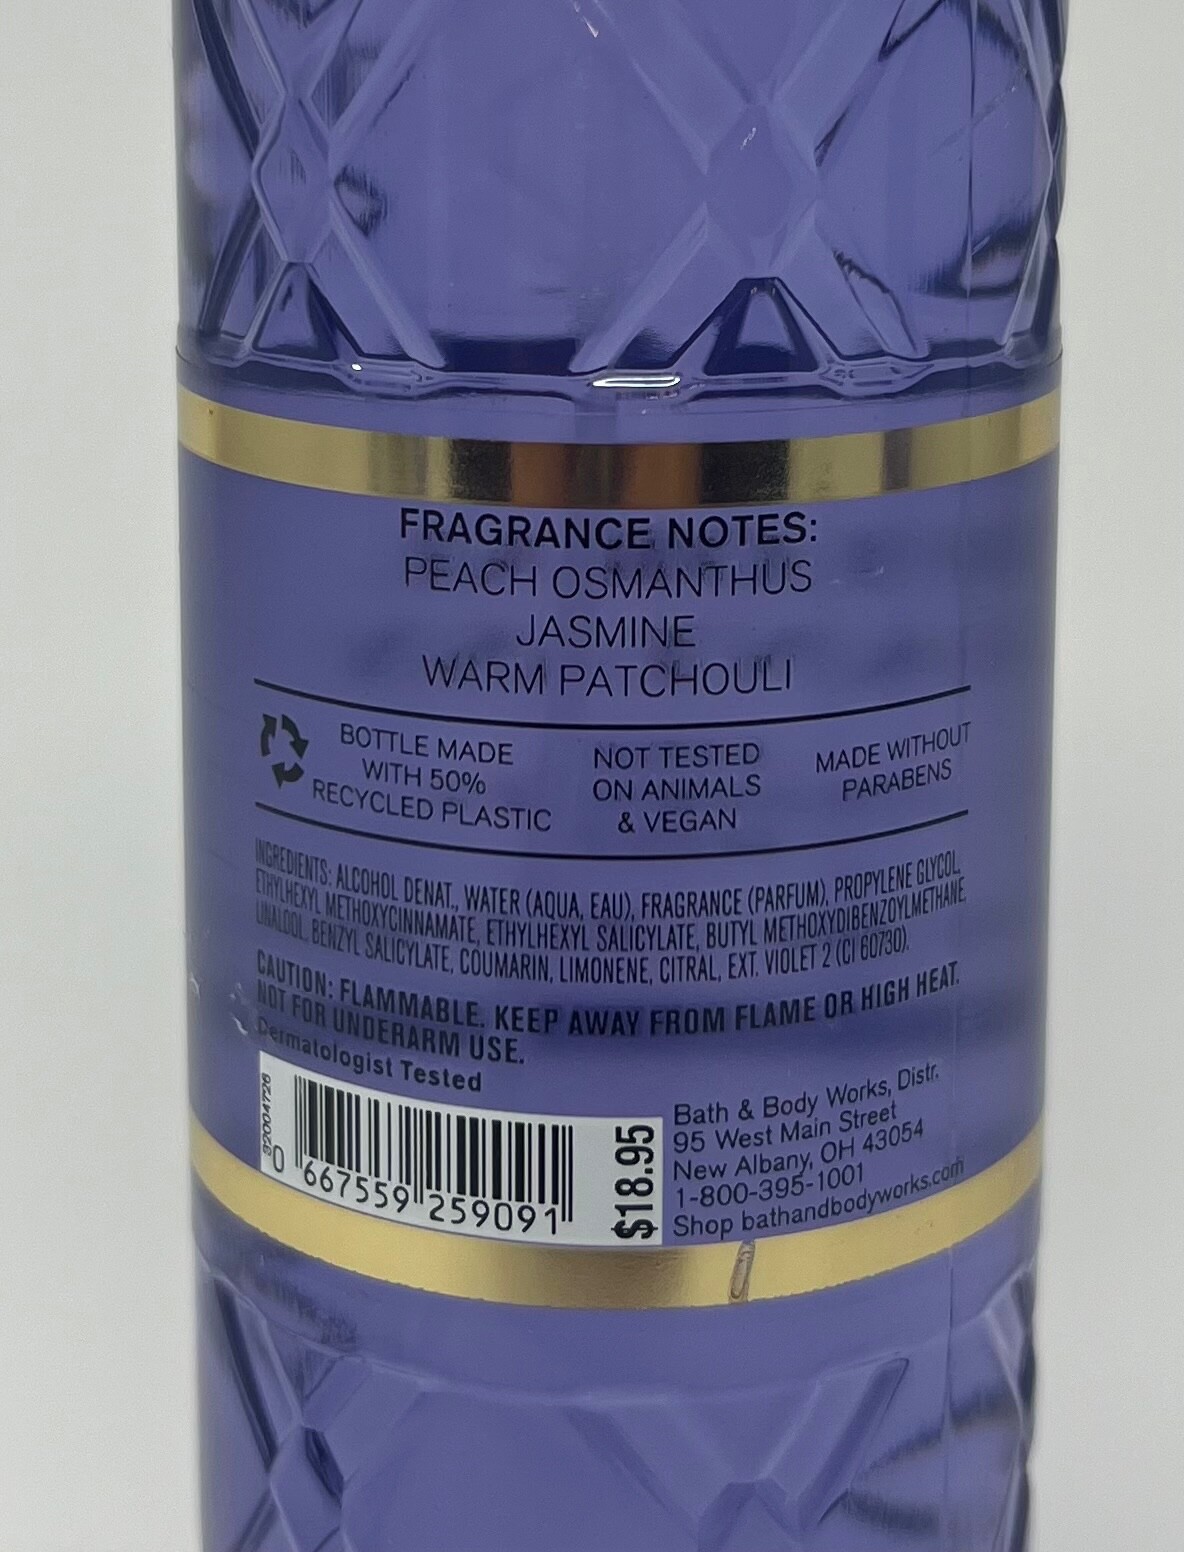 FRAGRANCE NOTES:
PEACH OSMANTHUS
JASMINE
WARM PATCHOULI
BOTTLE MADE
WITH 50%
RECYCLED PLASTIC
NOT TESTED
ON ANIMALS
& VEGAN
MADE WITHOUT
PARABENS
INGREDIENTS: ALCOHOL DENAT., WATER (AQUA, EAU), FRAGRANCE (PARFUM), PROPYLENE GLYCOL,
ETHYLHEXYL METHOXYCINNAMATE, ETHYLHEXYL SALICYLATE, BUTYL METHOXYDIBENZOYLMETHANE,
LINALOOL, BENZYL SALICYLATE, COUMARIN, LIMONENE, CITRAL, EXT. VIOLET 2 (CI 60730).
CAUTION: FLAMMABLE. KEEP AWAY FROM FLAME OR HIGH HEAT.
NOT FOR UNDERARM USE.
Dermatologist Tested
32004726
0 667559 259091
$18.95
Bath & Body Works, Distr.
95 West Main Street
New Albany, OH 43054
1-800-395-1001
Shop bathandbodyworks.com